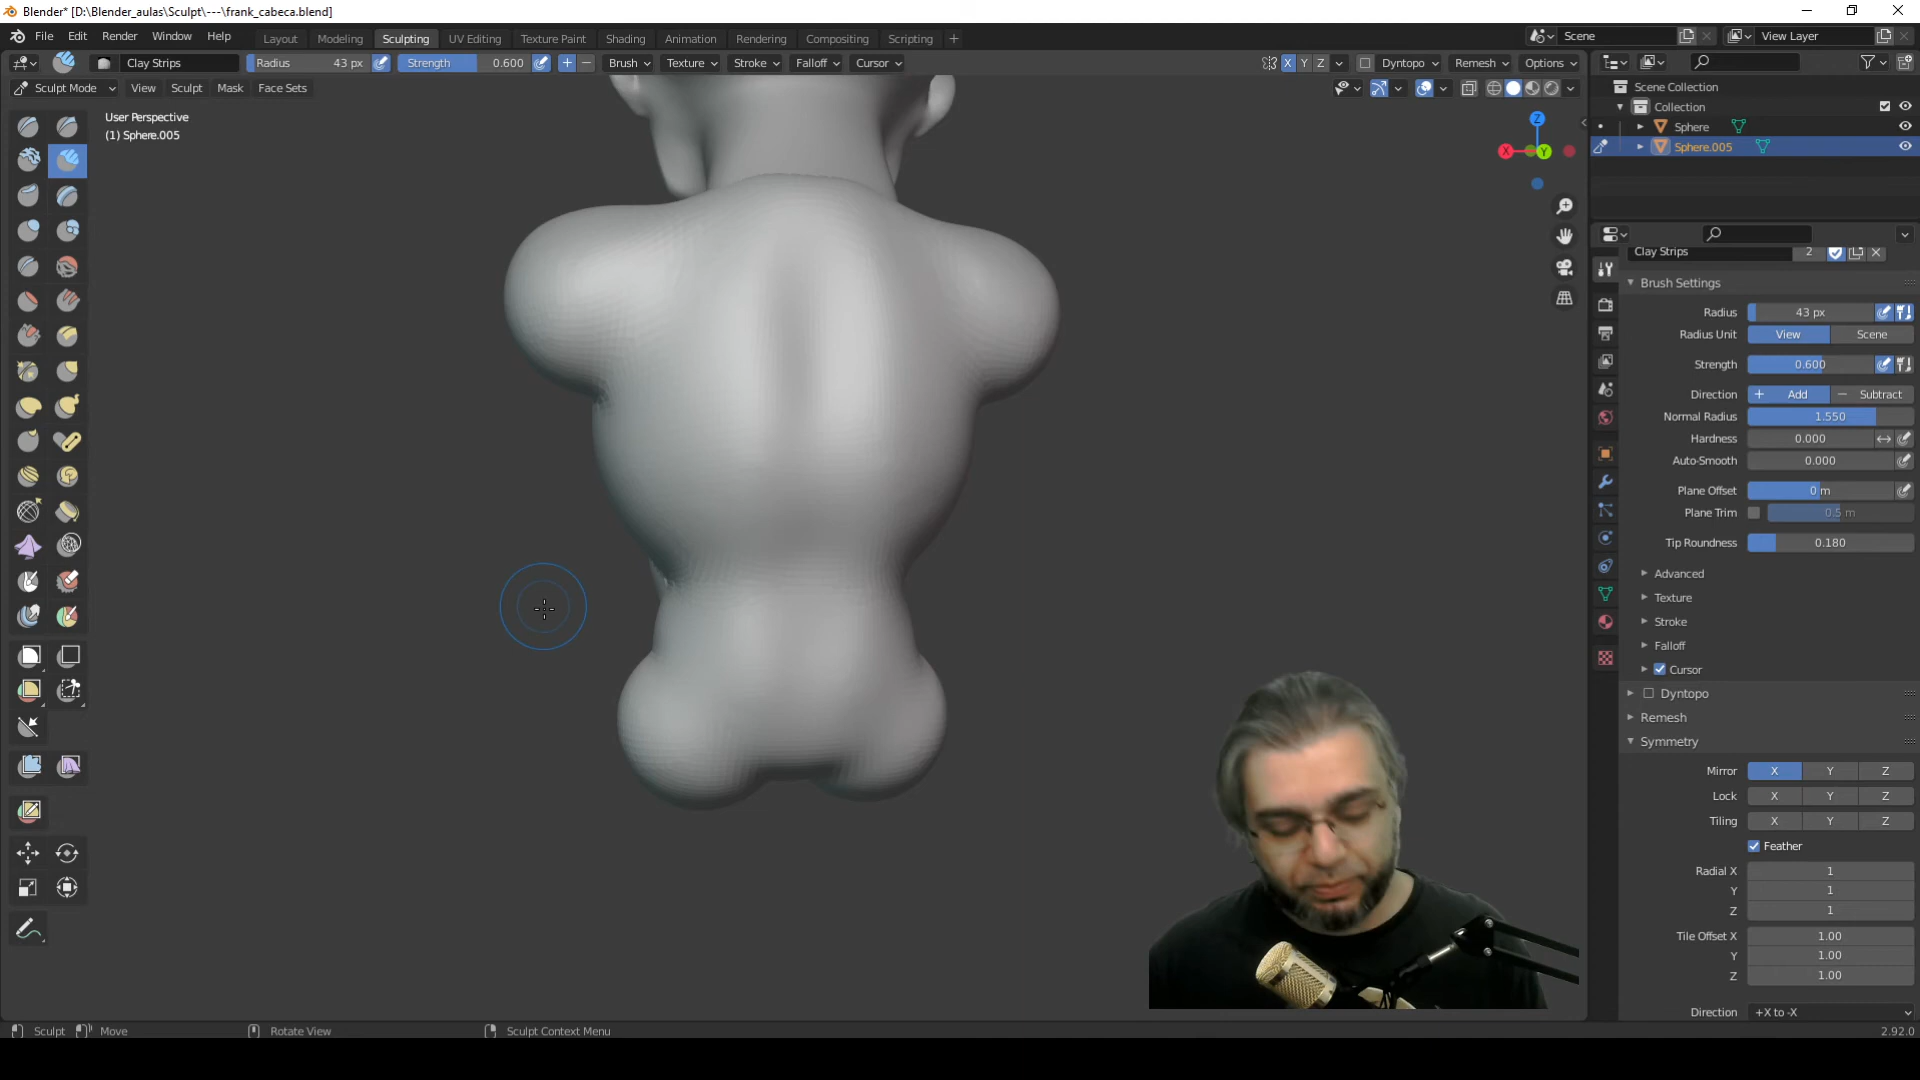 Blender* [D:\Blender_aulas\Sculpt\---\frank_cabeca.blend]
File Edit Render Window Help Layout Modeling Sculpting UV Editing Texture Paint Shading Animation Rendering Compositing Scripting + Scene View Layer
Clay Strips Radius 43 px Strength 0.600 + − Brush Texture Stroke Falloff Cursor X Y Z Dyntopo Remesh Options
Sculpt Mode View Sculpt Mask Face Sets
User Perspective
(1) Sphere.005
Z
X Y
Scene Collection
Collection
Sphere
Sphere.005
Clay Strips 2
Brush Settings
Radius 43 px
Radius Unit View Scene
Strength 0.600
Direction + Add − Subtract
Normal Radius 1.550
Hardness 0.000
Auto-Smooth 0.000
Plane Offset 0 m
Plane Trim 0.5 m
Tip Roundness 0.180
Advanced
Texture
Stroke
Falloff
Cursor
Dyntopo
Remesh
Symmetry
Mirror X Y Z
Lock X Y Z
Tiling X Y Z
Feather
Radial X 1
Y 1
Z 1
Tile Offset X 1.00
Y 1.00
Z 1.00
Direction +X to -X
Sculpt Move Rotate View Sculpt Context Menu 2.92.0